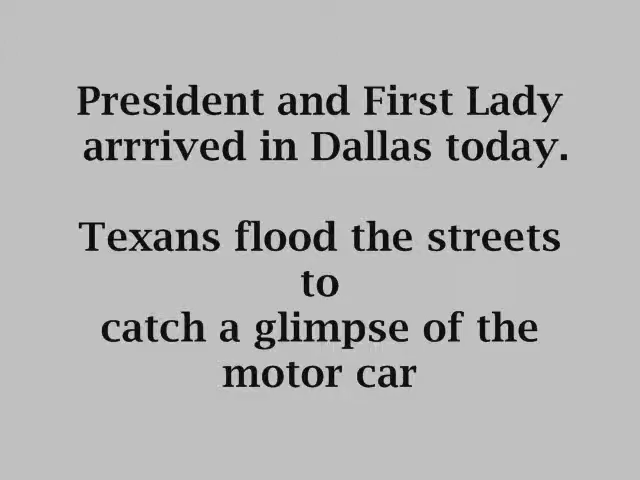 President and First Lady
arrrived in Dallas today.
Texans flood the streets
to
catch a glimpse of the
motor car